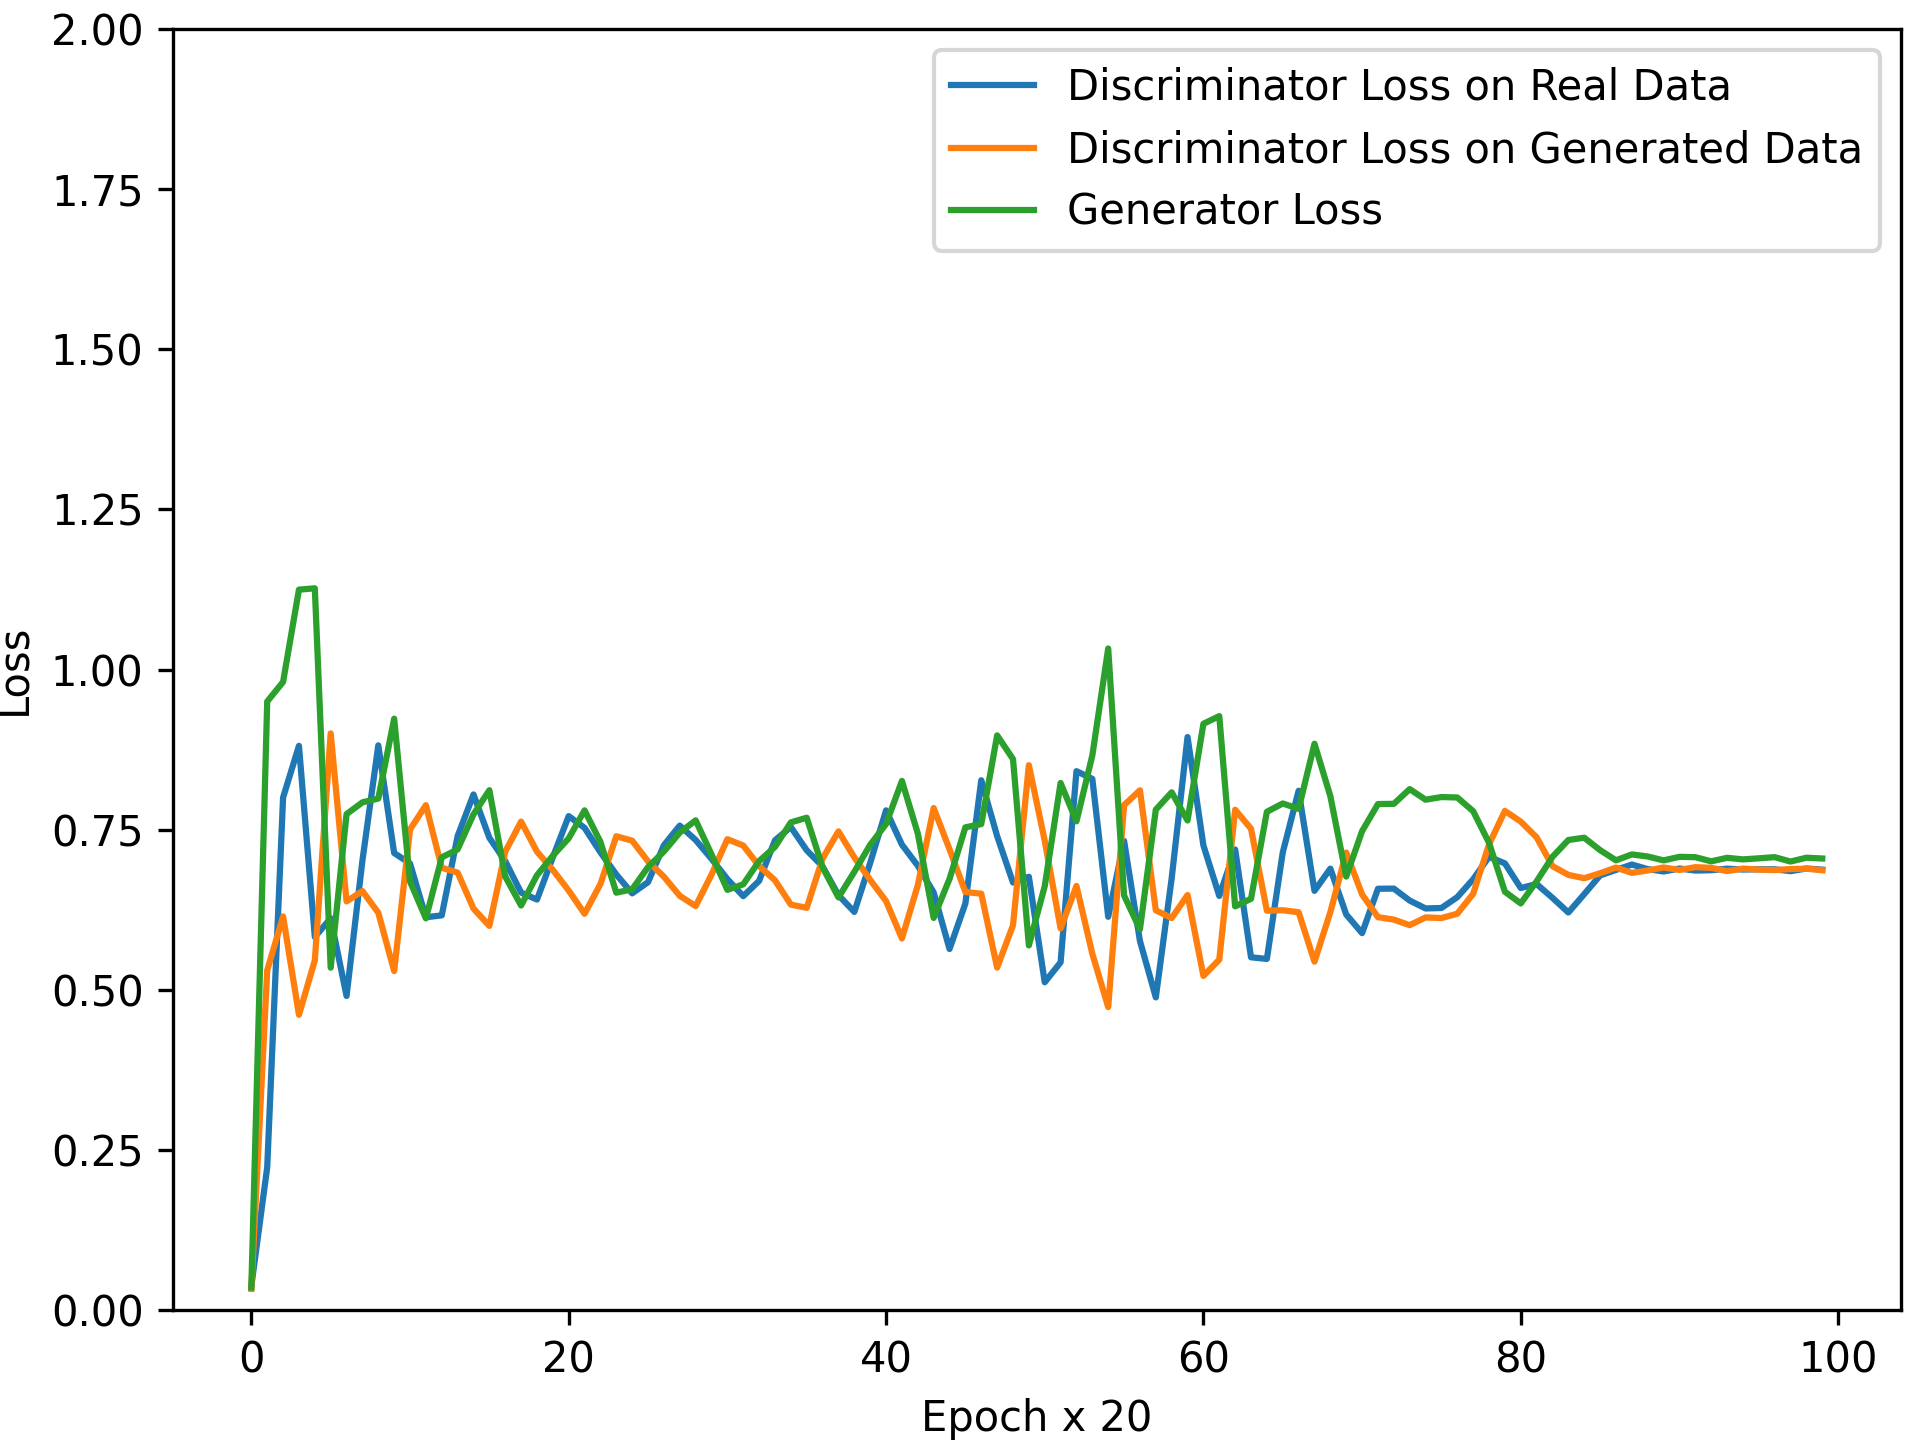 2.00
1.75
1.50
1.25
1.00
0.75
0.50
0.25
0.00
Loss
Discriminator Loss on Real Data
Discriminator Loss on Generated Data
Generator Loss
0 20 40 60 80 100
Epoch x 20